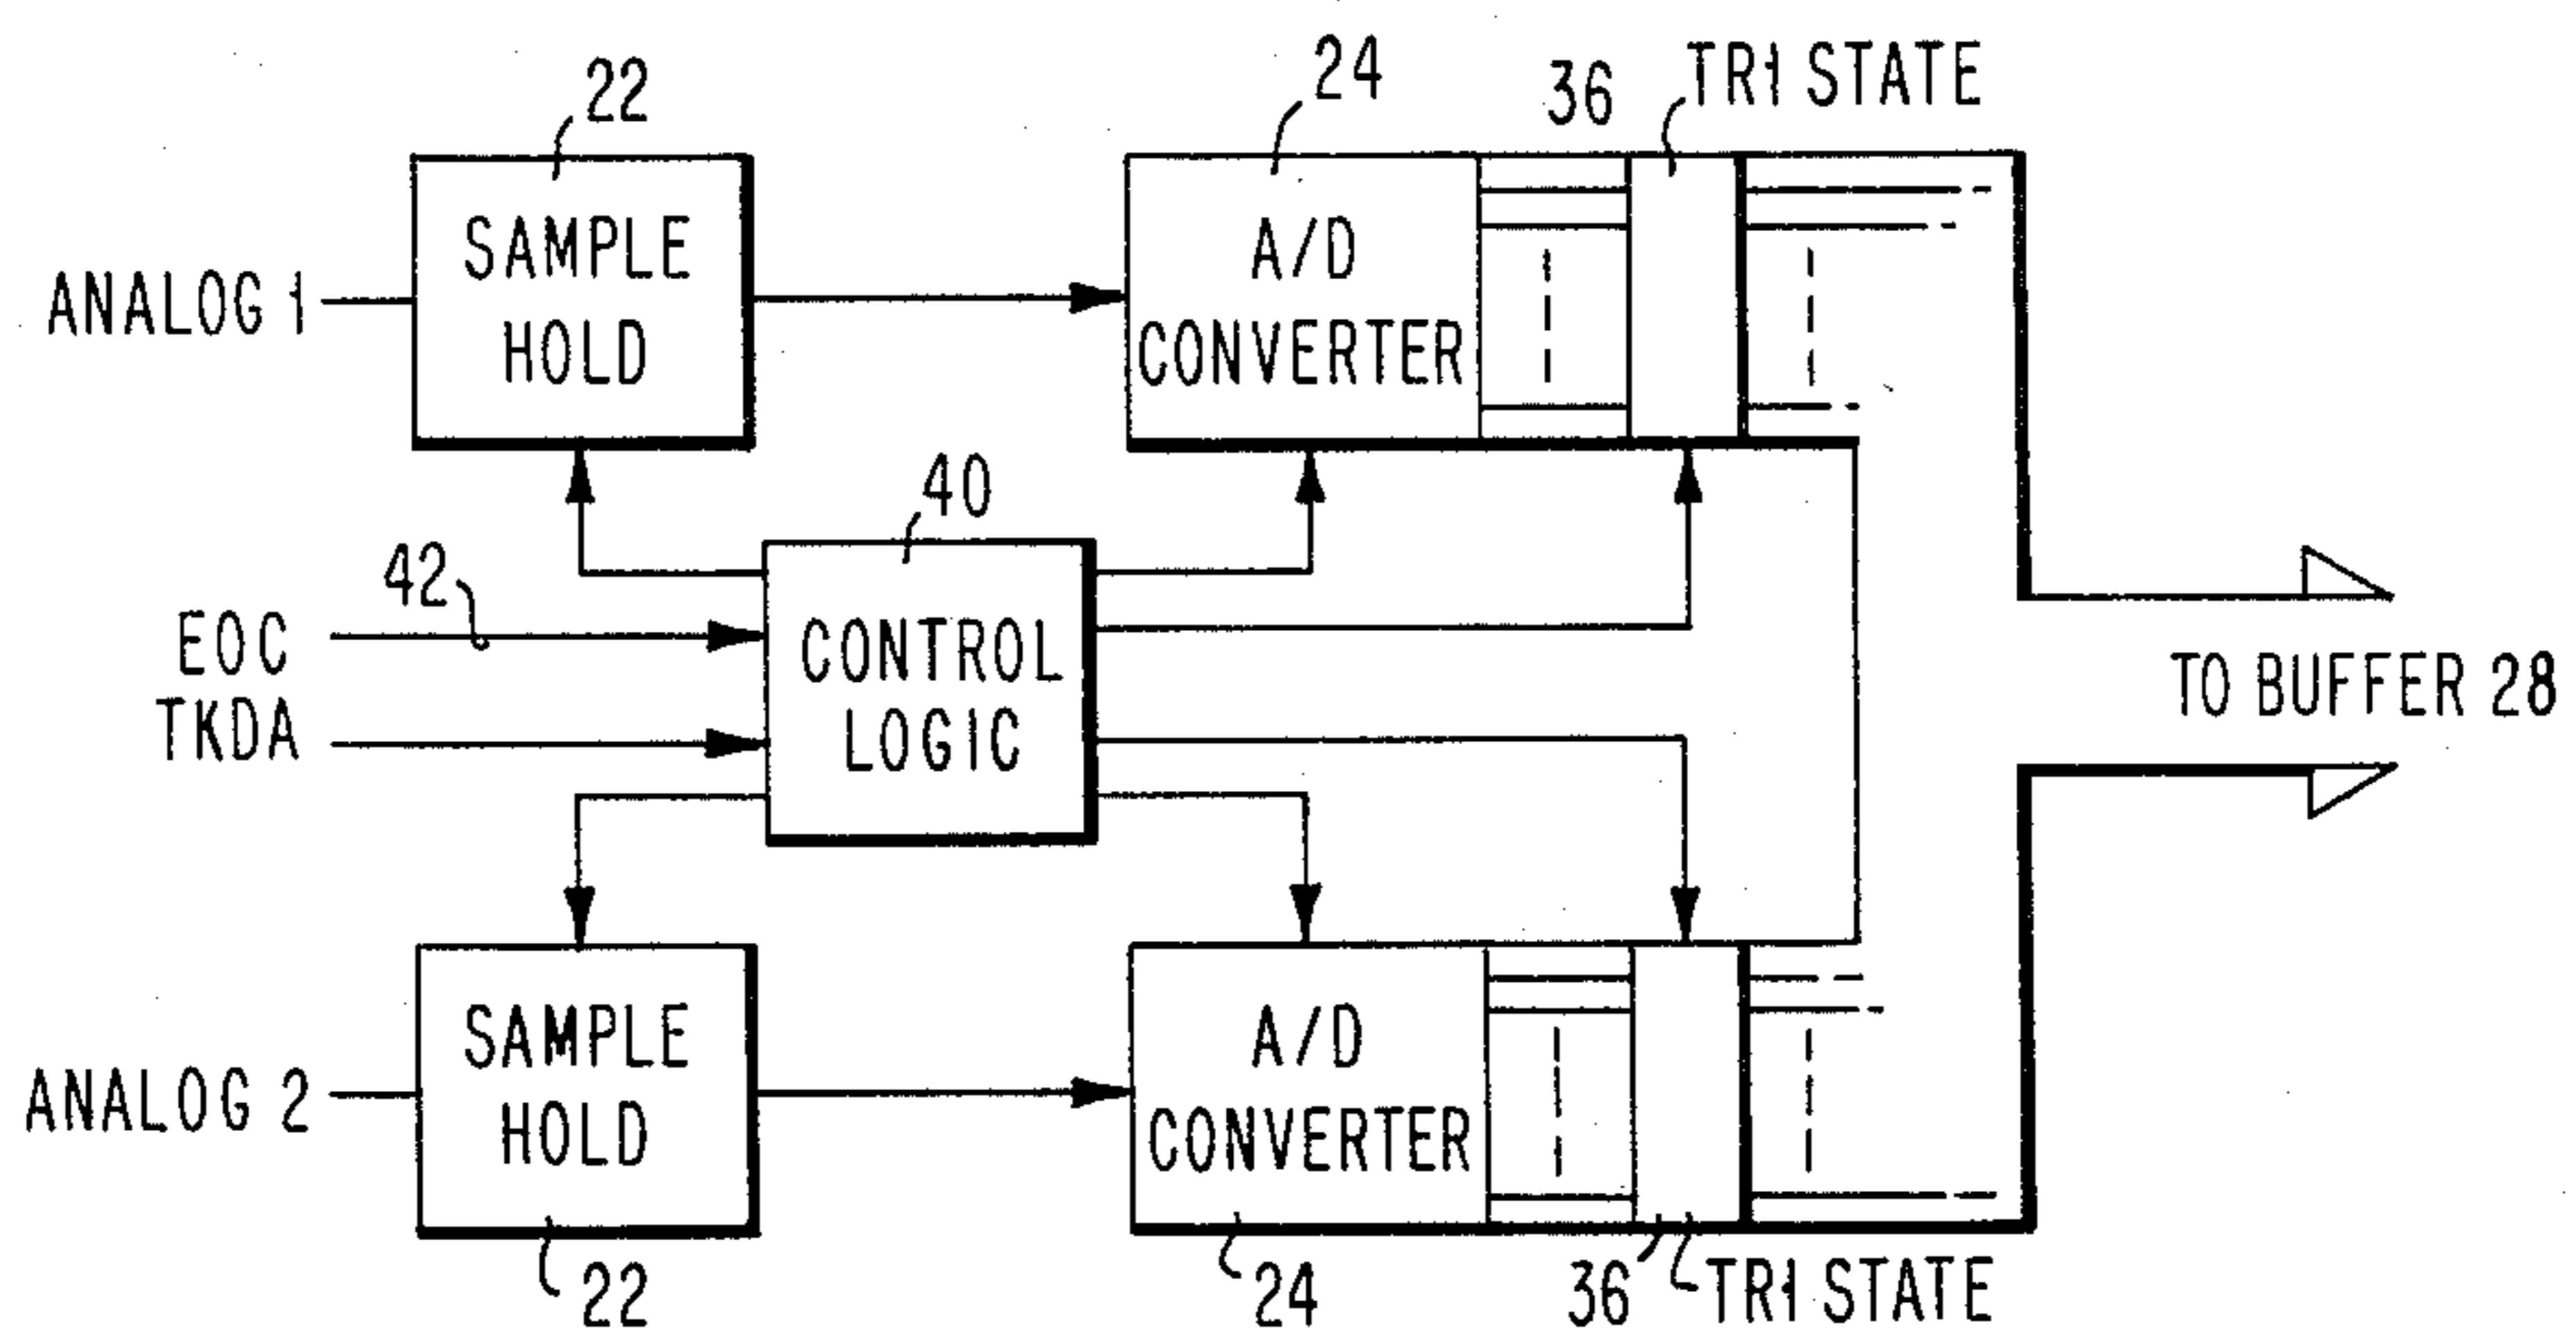 22
24
36
TRI STATE
SAMPLE
HOLD
A/D
CONVERTER
ANALOG 1
40
42
EOC
TKDA
CONTROL
LOGIC
TO BUFFER 28
SAMPLE
HOLD
A/D
CONVERTER
ANALOG 2
22
24
36
TRI STATE